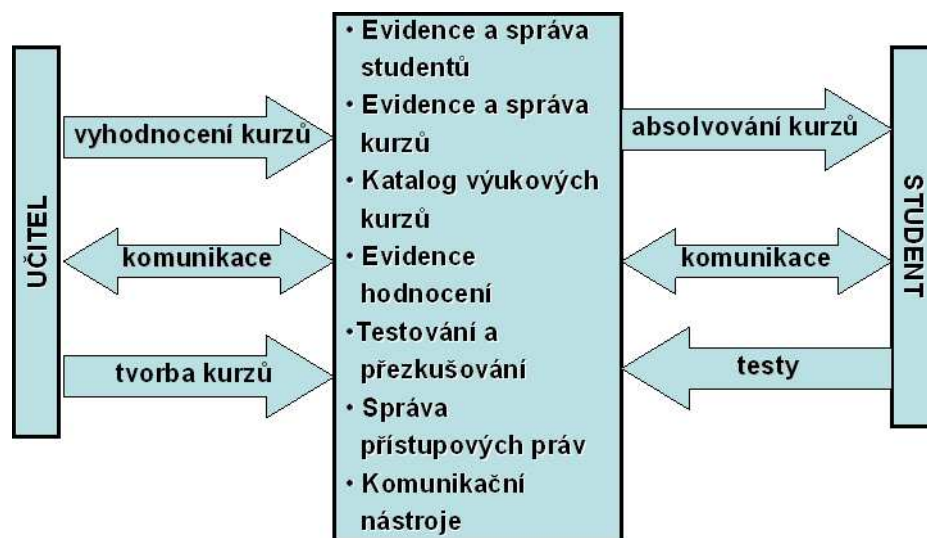 UČITEL
vyhodnocení kurzů
komunikace
tvorba kurzů
• Evidence a správa
studentů
• Evidence a správa
kurzů
• Katalog výukových
kurzů
• Evidence
hodnocení
•Testování a
přezkušování
• Správa
přístupových práv
• Komunikační
nástroje
absolvování kurzů
komunikace
testy
STUDENT